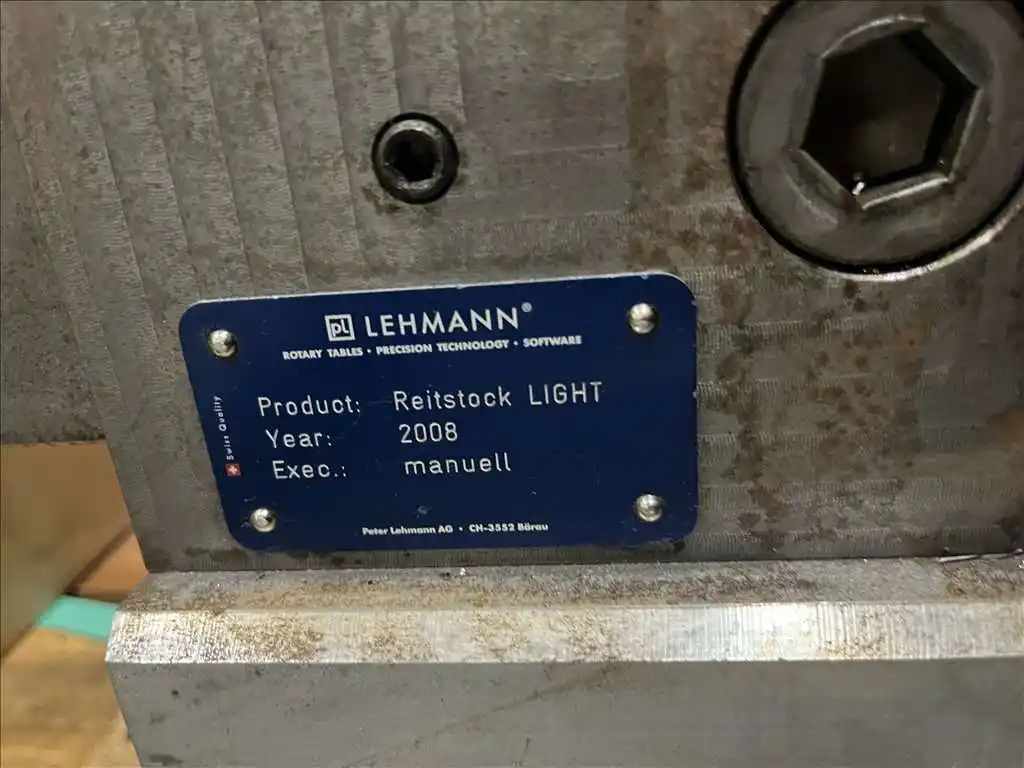 pl LEHMANN®
ROTARY TABLES • PRECISION TECHNOLOGY • SOFTWARE
Product: Reitstock LIGHT
Year: 2008
Exec.: manuell
Swiss Quality
Peter Lehmann AG • CH-3552 Bärau